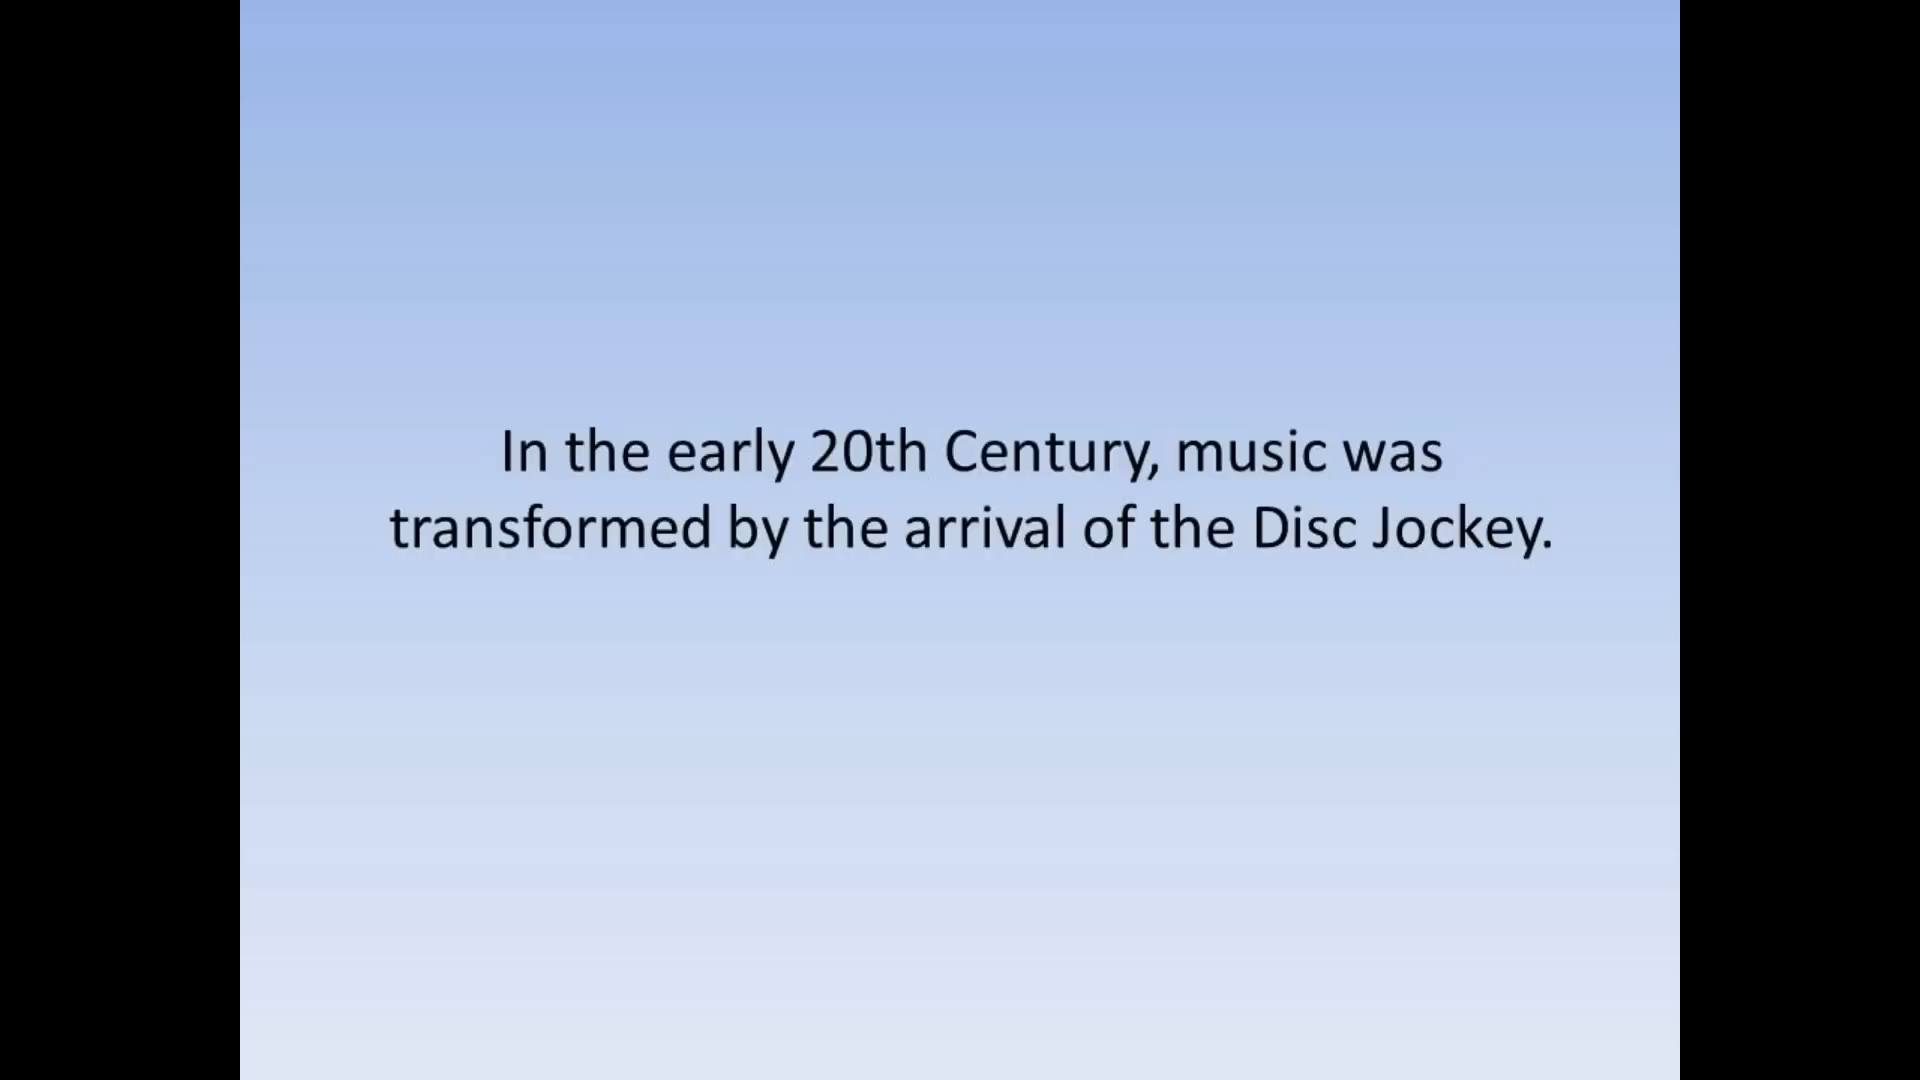 In the early 20th Century, music was
transformed by the arrival of the Disc Jockey.